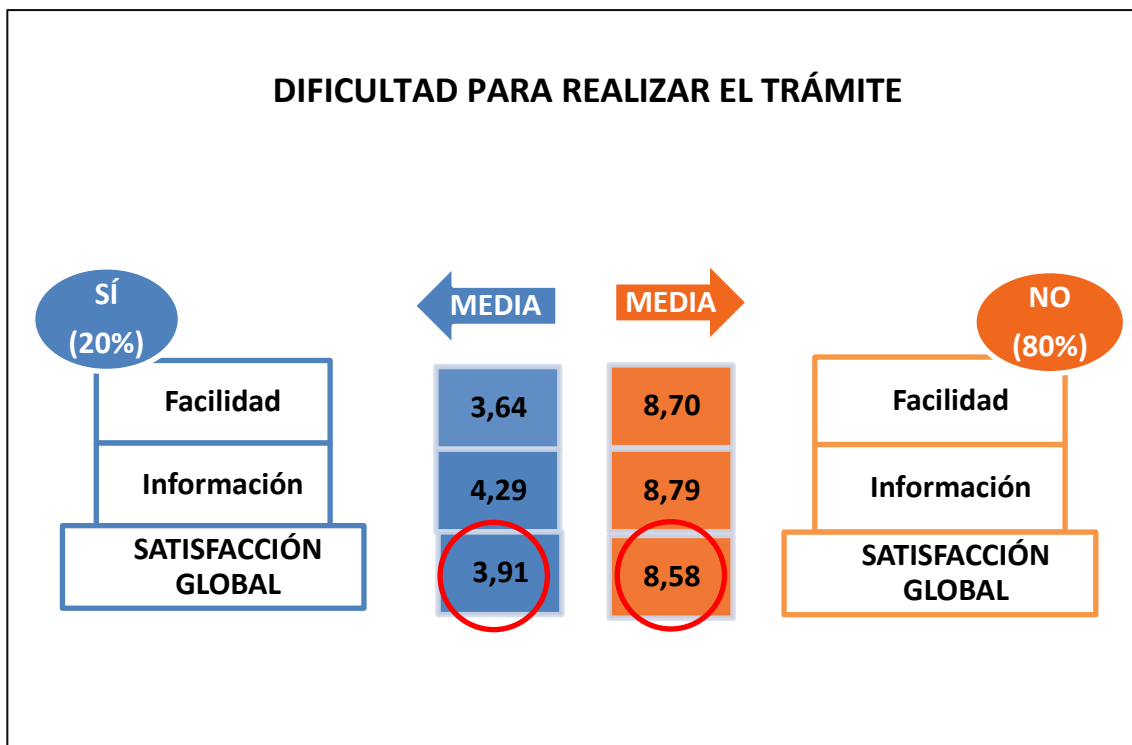 DIFICULTAD PARA REALIZAR EL TRÁMITE
SÍ
(20%)
MEDIA
MEDIA
NO
(80%)
Facilidad
3,64
8,70
Facilidad
Información
4,29
8,79
Información
SATISFACCIÓN
GLOBAL
3,91
8,58
SATISFACCIÓN
GLOBAL